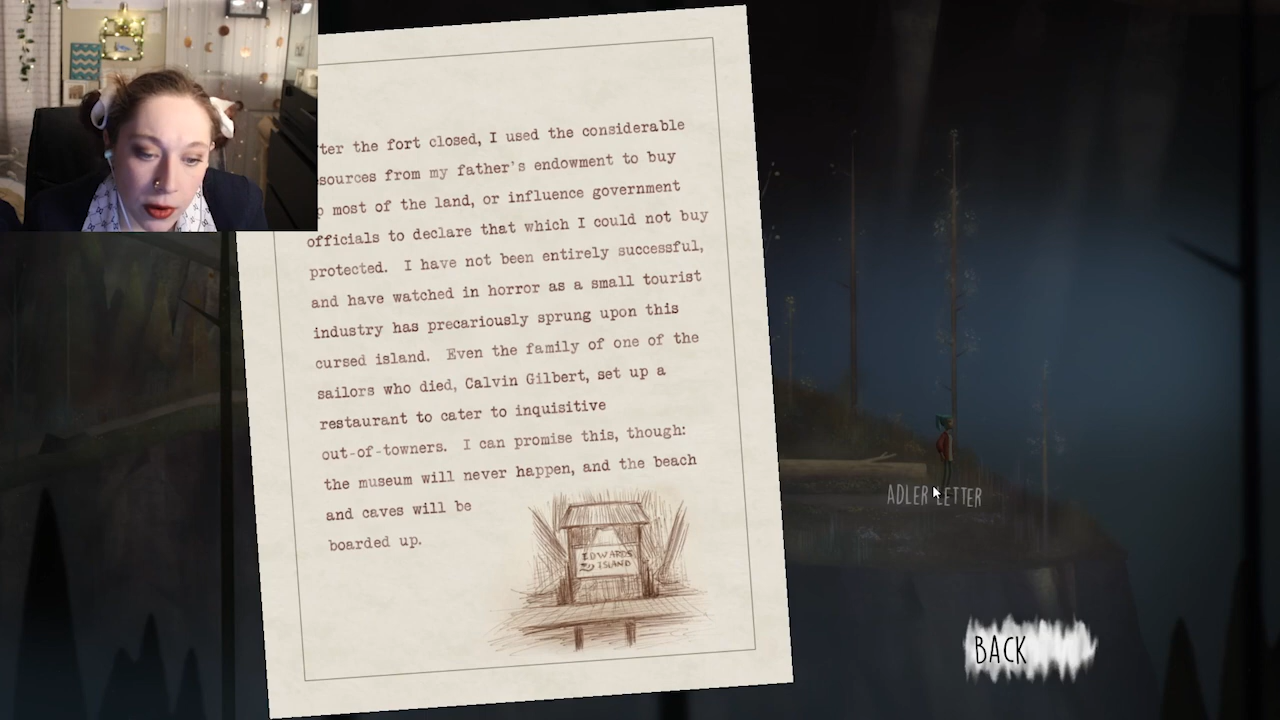 ter the fort closed, I used the considerable
sources from my father's endowment to buy
most of the land, or influence government
officials to declare that which I could not buy
protected. I have not been entirely successful,
and have watched in horror as a small tourist
industry has precariously sprung upon this
cursed island. Even the family of one of the
sailors who died, Calvin Gilbert, set up a
restaurant to cater to inquisitive
out-of-towners. I can promise this, though:
the museum will never happen, and the beach
and caves will be
boarded up.
EDWARDS
ISLAND
ADLER LETTER
BACK